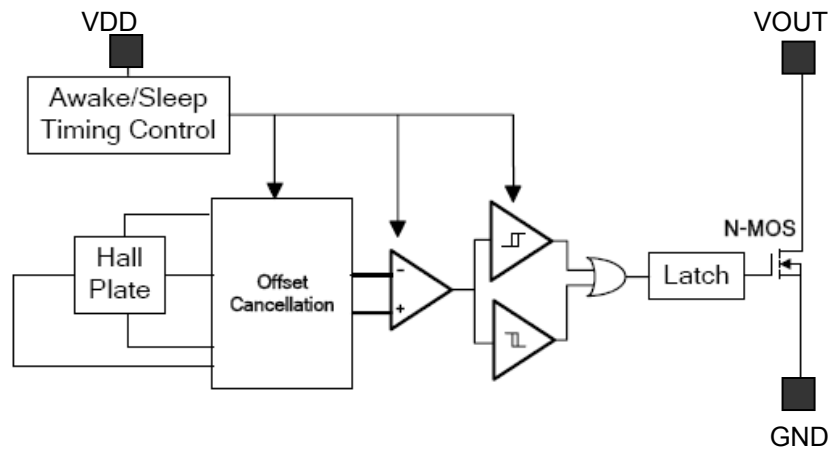 VDD
VOUT
Awake/Sleep
Timing Control
N-MOS
Hall
Plate
Offset
Cancellation
-
+
Latch
GND